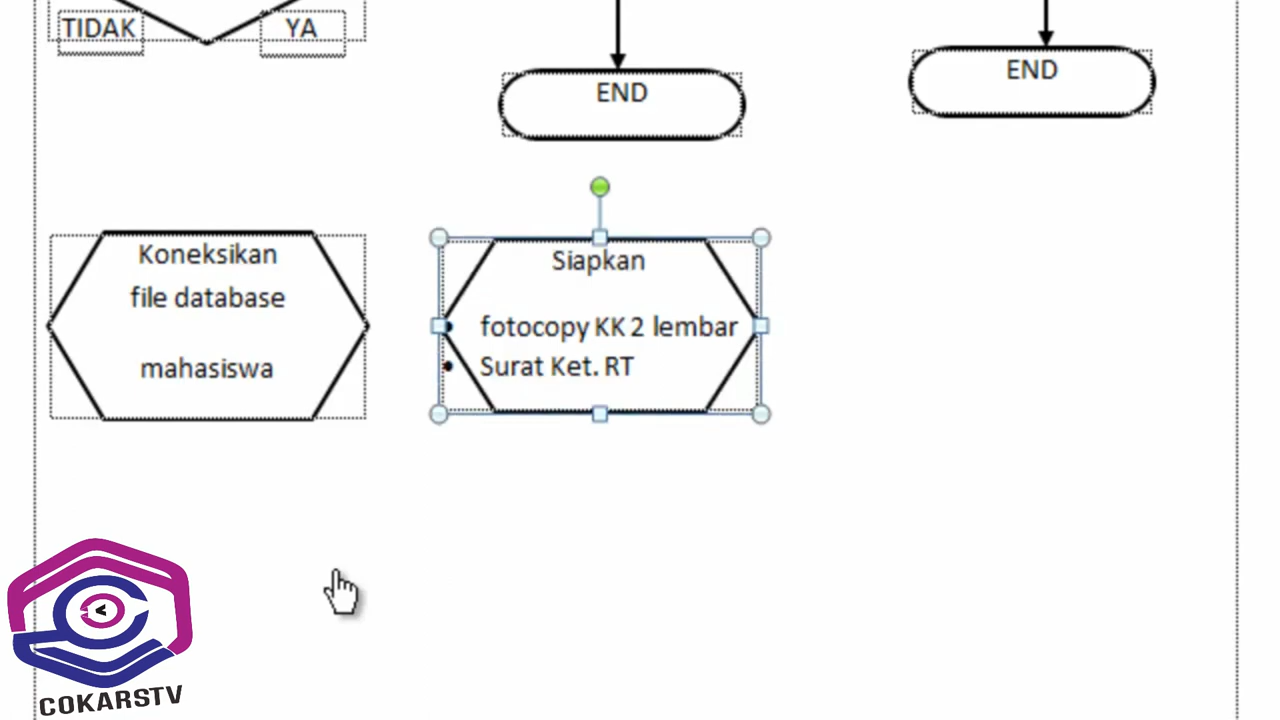 TIDAK
YA
END
END
Koneksikan
file database
mahasiswa
Siapkan
• fotocopy KK 2 lembar
• Surat Ket. RT
COKARSTV